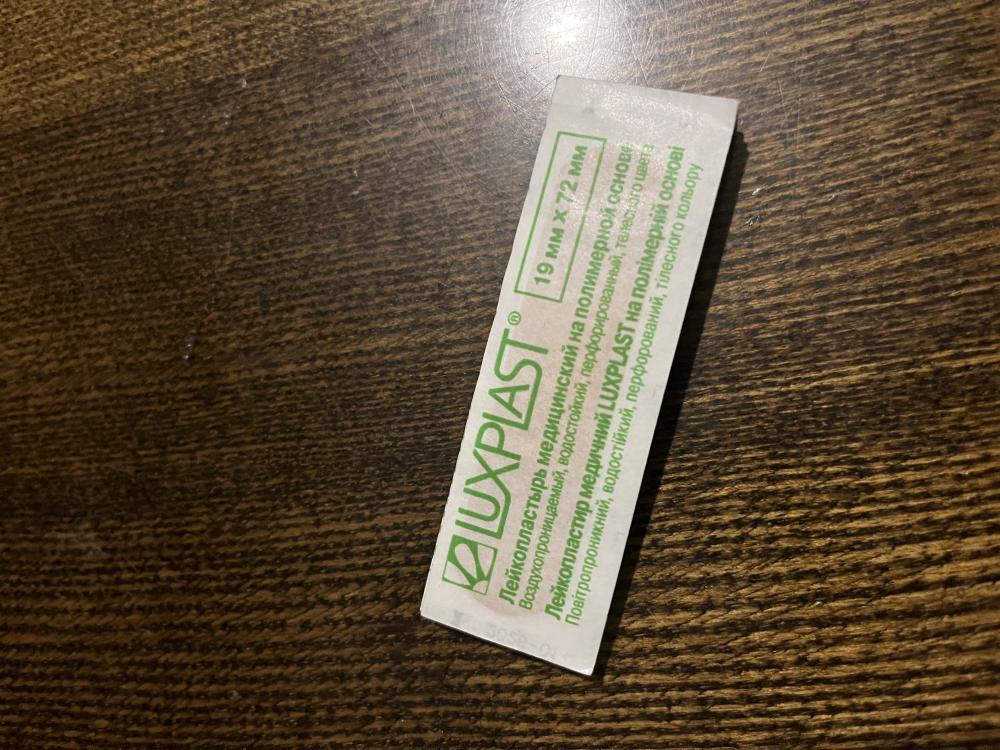 LUXPLAST®
19 мм x 72 мм
Лейкопластырь медицинский на полимерной основе
Воздухопроницаемый, водостойкий, перфорированный, телесного цвета
Лейкопластир медичний LUXPLAST на полімерній основі
Повітропроникний, водостійкий, перфорований, тілесного кольору